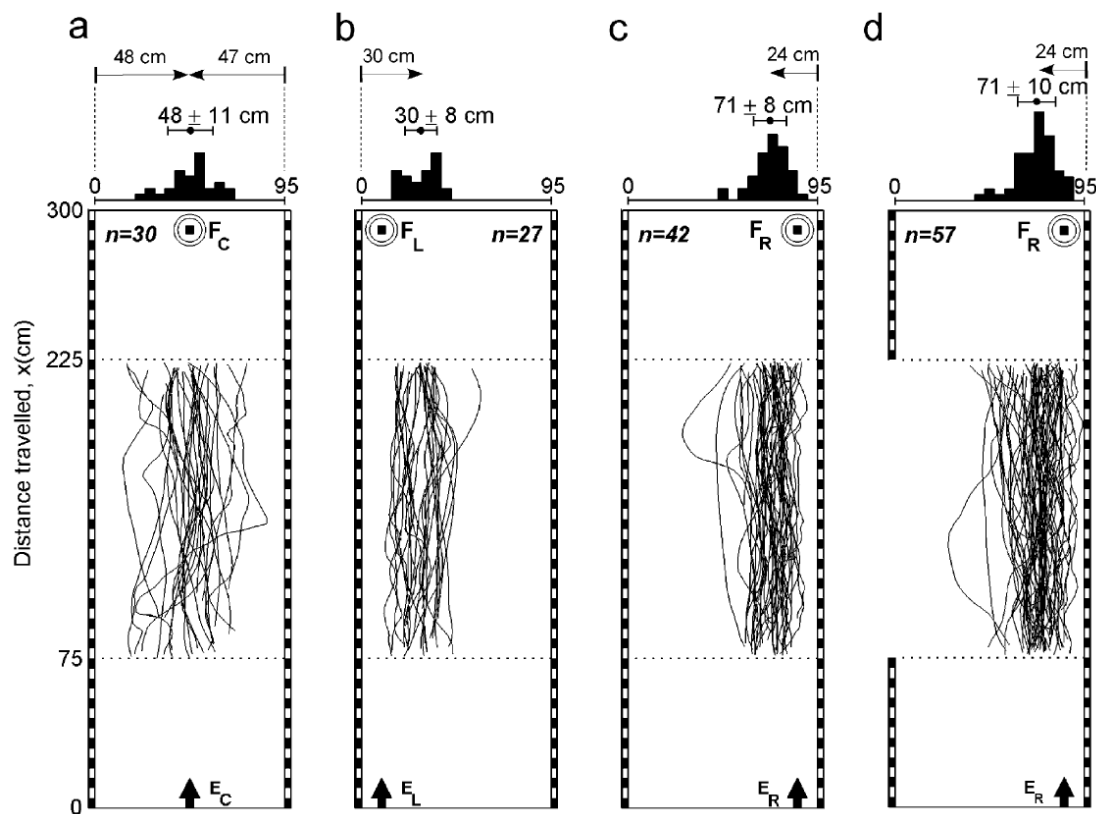 a
b
c
d
48 cm
47 cm
30 cm
24 cm
24 cm
48 ± 11 cm
30 ± 8 cm
71 ± 8 cm
71 ± 10 cm
0
95
0
95
0
95
0
95
300
n=30
F_C
F_L
n=27
n=42
F_R
n=57
F_R
225
Distance travelled, x(cm)
75
0
E_C
E_L
E_R
E_R